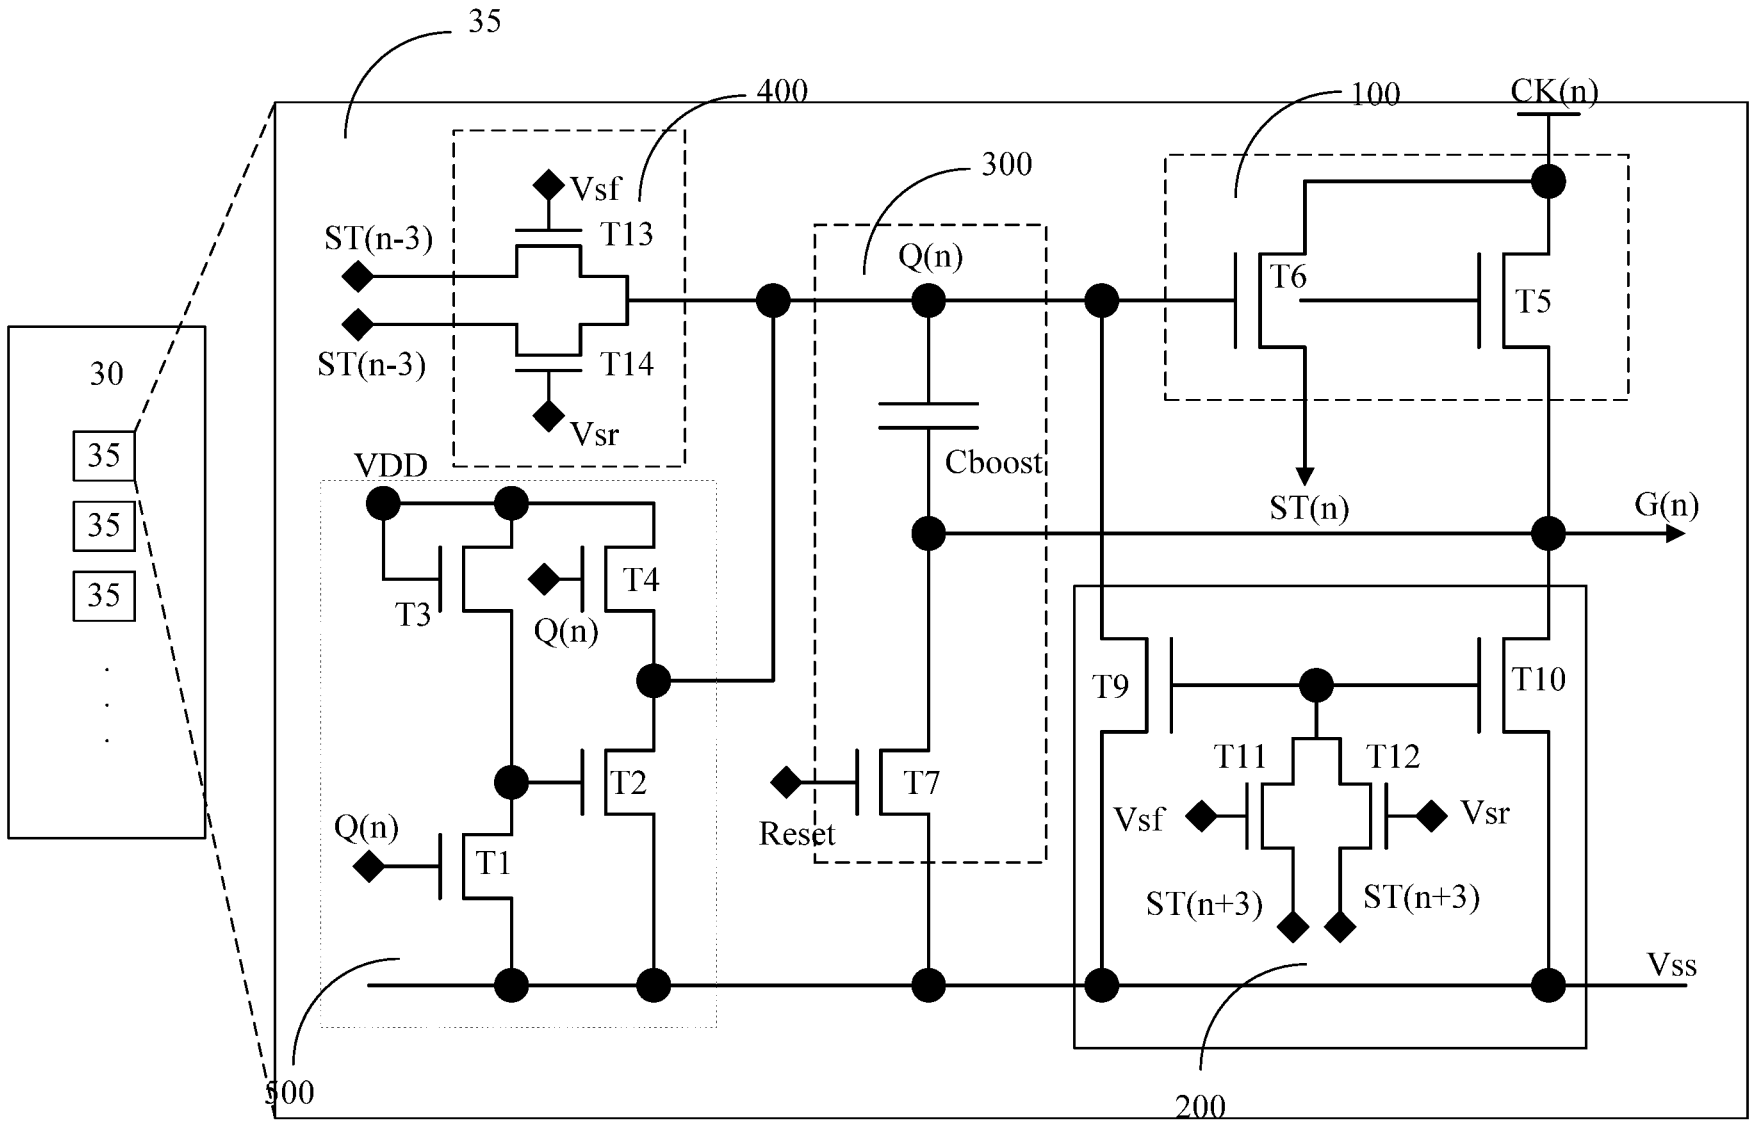 35
400
100
CK(n)
300
Vsf
T13
ST(n-3)
Q(n)
T6
T5
ST(n-3)
T14
30
Vsr
35
VDD
Cboost
ST(n)
G(n)
35
T4
T3
Q(n)
35
T9
T10
.
.
.
T11
T12
T2
T7
Vsf
Vsr
Q(n)
Reset
T1
ST(n+3)
ST(n+3)
Vss
500
200